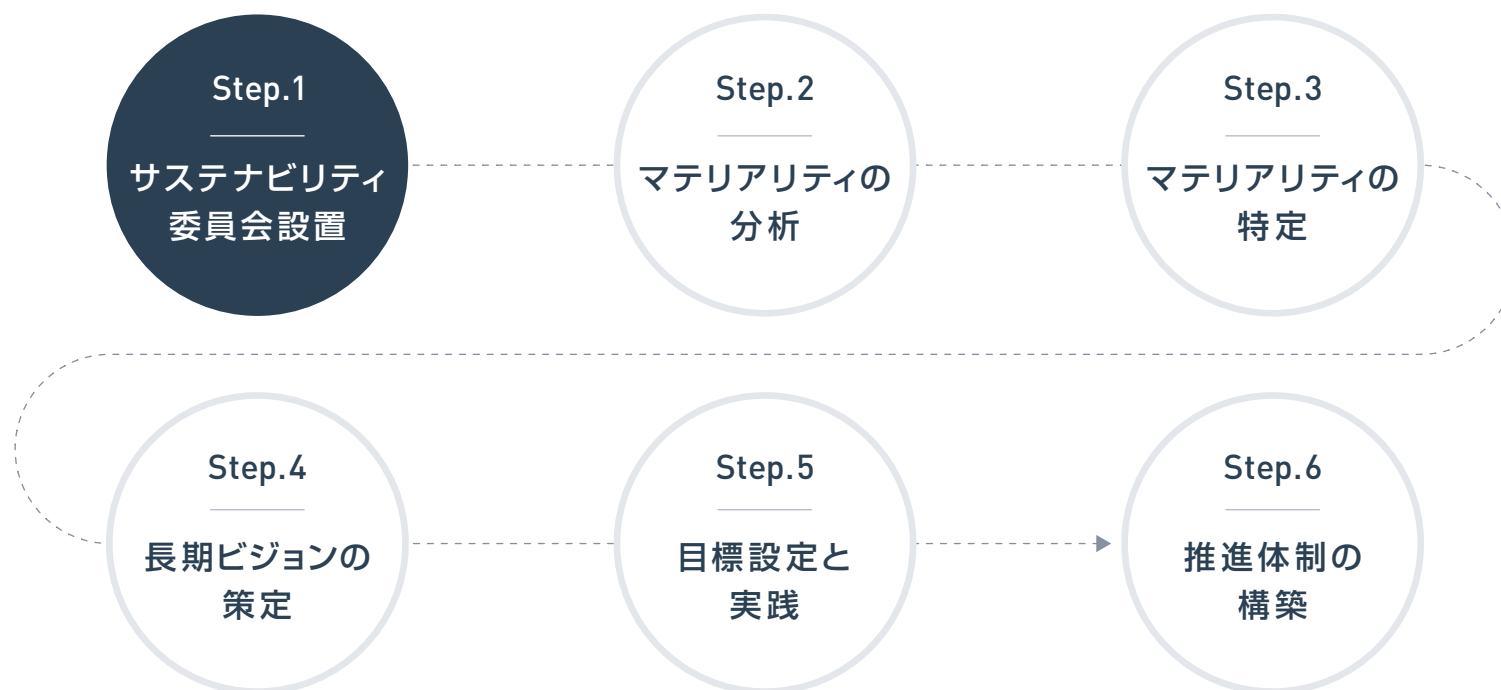 Step.1
サステナビリティ
委員会設置
Step.2
マテリアリティの
分析
Step.3
マテリアリティの
特定
Step.4
長期ビジョンの
策定
Step.5
目標設定と
実践
Step.6
推進体制の
構築